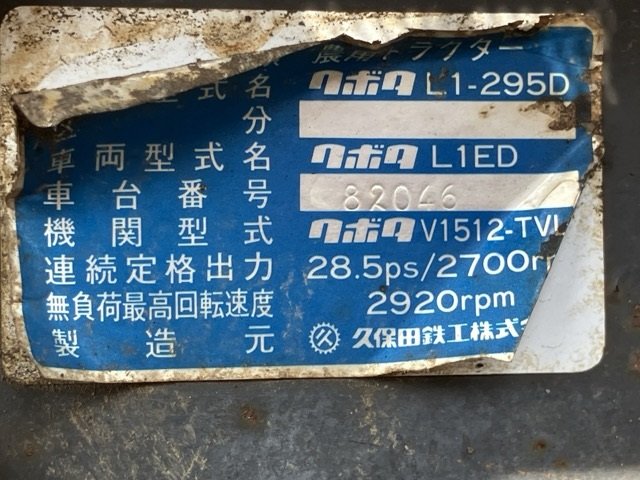 農用トラクター
型式名 クボタ L1-295D
区分
車両型式名 クボタ L1ED
車台番号 82046
機関型式 クボタ V1512-TVL
連続定格出力 28.5ps/2700r
無負荷最高回転速度 2920rpm
製造元 久保田鉄工株式